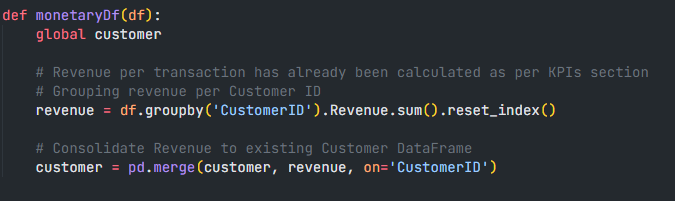 def monetaryDf(df):
    global customer

    # Revenue per transaction has already been calculated as per KPIs section
    # Grouping revenue per Customer ID
    revenue = df.groupby('CustomerID').Revenue.sum().reset_index()

    # Consolidate Revenue to existing Customer DataFrame
    customer = pd.merge(customer, revenue, on='CustomerID')